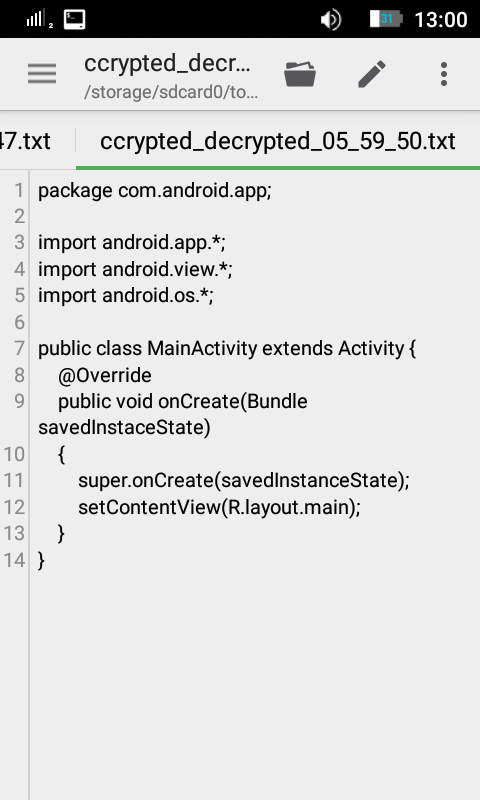 2
31
13:00
ccrypted_decr...
/storage/sdcard0/to...
47.txt
ccrypted_decrypted_05_59_50.txt
1 package com.android.app;
2
3 import android.app.*;
4 import android.view.*;
5 import android.os.*;
6
7 public class MainActivity extends Activity {
8 @Override
9 public void onCreate(Bundle
savedInstaceState)
10 {
11 super.onCreate(savedInstanceState);
12 setContentView(R.layout.main);
13 }
14 }